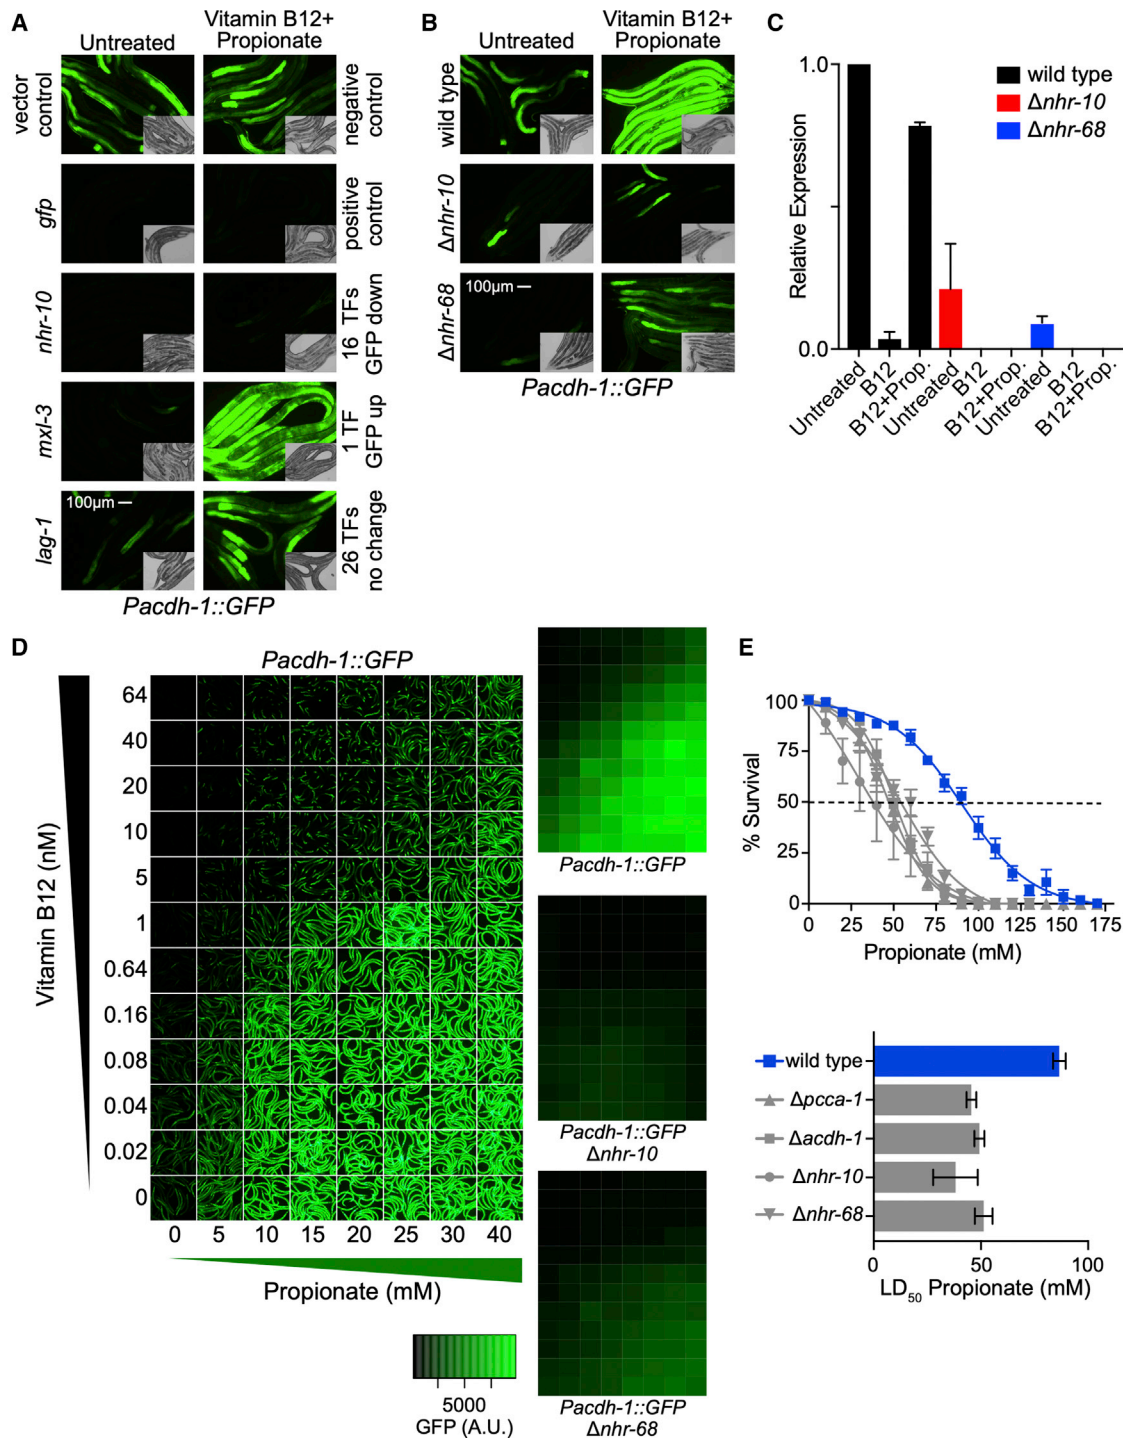 A
Untreated
Vitamin B12+
Propionate
vector
control
negative
control
gfp
positive
control
nhr-10
16 TFs
GFP down
mxl-3
1 TF
GFP up
lag-1
100μm
26 TFs
no change
Pacdh-1::GFP
B
Untreated
Vitamin B12+
Propionate
wild type
Δnhr-10
Δnhr-68
100μm
Pacdh-1::GFP
C
Relative Expression
1.0
0.0
wild type
Δnhr-10
Δnhr-68
Untreated
B12
B12+Prop.
Untreated
B12
B12+Prop.
Untreated
B12
B12+Prop.
D
Pacdh-1::GFP
Vitamin B12 (nM)
64
40
20
10
5
1
0.64
0.16
0.08
0.04
0.02
0
0 5 10 15 20 25 30 40
Propionate (mM)
5000
GFP (A.U.)
Pacdh-1::GFP
Pacdh-1::GFP
Δnhr-10
Pacdh-1::GFP
Δnhr-68
E
% Survival
100
75
50
25
0
0 25 50 75 100 125 150 175
Propionate (mM)
wild type
Δpcca-1
Δacdh-1
Δnhr-10
Δnhr-68
0 50 100
LD50 Propionate (mM)